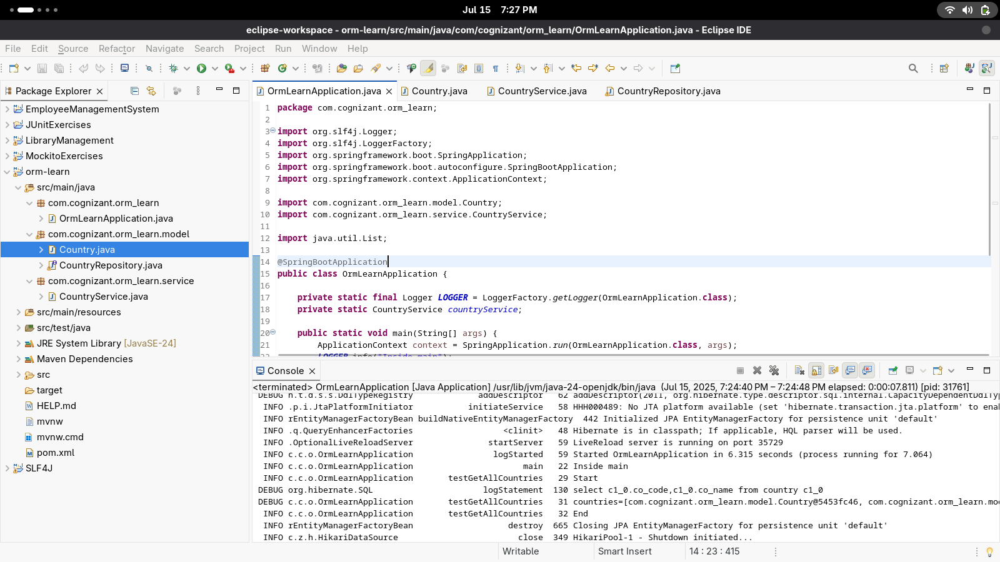 Jul 15 7:27 PM
eclipse-workspace - orm-learn/src/main/java/com/cognizant/orm_learn/OrmLearnApplication.java - Eclipse IDE
File Edit Source Refactor Navigate Search Project Run Window Help
Package Explorer
EmployeeManagementSystem
JUnitExercises
LibraryManagement
MockitoExercises
orm-learn
src/main/java
com.cognizant.orm_learn
OrmLearnApplication.java
com.cognizant.orm_learn.model
Country.java
CountryRepository.java
com.cognizant.orm_learn.service
CountryService.java
src/main/resources
src/test/java
JRE System Library [JavaSE-24]
Maven Dependencies
src
target
HELP.md
mvnw
mvnw.cmd
pom.xml
SLF4J
OrmLearnApplication.java Country.java CountryService.java CountryRepository.java
1 package com.cognizant.orm_learn;
2
3 import org.slf4j.Logger;
4 import org.slf4j.LoggerFactory;
5 import org.springframework.boot.SpringApplication;
6 import org.springframework.boot.autoconfigure.SpringBootApplication;
7 import org.springframework.context.ApplicationContext;
8
9 import com.cognizant.orm_learn.model.Country;
10 import com.cognizant.orm_learn.service.CountryService;
11
12 import java.util.List;
13
14 @SpringBootApplication
15 public class OrmLearnApplication {
16
17 private static final Logger LOGGER = LoggerFactory.getLogger(OrmLearnApplication.class);
18 private static CountryService countryService;
19
20 public static void main(String[] args) {
21 ApplicationContext context = SpringApplication.run(OrmLearnApplication.class, args);
22 LOGGER.info("Inside main");
Console
<terminated> OrmLearnApplication [Java Application] /usr/lib/jvm/java-24-openjdk/bin/java (Jul 15, 2025, 7:24:40 PM – 7:24:48 PM elapsed: 0:00:07.811) [pid: 31761]
DEBUG h.t.d.s.s.DdlTypeRegistry addDescriptor 62 addDescriptor(2011, org.hibernate.type.descriptor.sql.internal.CapacityDependentDdlTyp
INFO .p.i.JtaPlatformInitiator initiateService 58 HHH000489: No JTA platform available (set 'hibernate.transaction.jta.platform' to enab
INFO rEntityManagerFactoryBean buildNativeEntityManagerFactory 442 Initialized JPA EntityManagerFactory for persistence unit 'default'
INFO .q.QueryEnhancerFactories <clinit> 48 Hibernate is in classpath; If applicable, HQL parser will be used.
INFO .OptionalLiveReloadServer startServer 59 LiveReload server is running on port 35729
INFO c.c.o.OrmLearnApplication logStarted 59 Started OrmLearnApplication in 6.315 seconds (process running for 7.064)
INFO c.c.o.OrmLearnApplication main 22 Inside main
INFO c.c.o.OrmLearnApplication testGetAllCountries 29 Start
DEBUG org.hibernate.SQL logStatement 130 select c1_0.co_code,c1_0.co_name from country c1_0
DEBUG c.c.o.OrmLearnApplication testGetAllCountries 31 countries=[com.cognizant.orm_learn.model.Country@5453fc46, com.cognizant.orm_learn.mo
INFO c.c.o.OrmLearnApplication testGetAllCountries 32 End
INFO rEntityManagerFactoryBean destroy 665 Closing JPA EntityManagerFactory for persistence unit 'default'
INFO c.z.h.HikariDataSource close 349 HikariPool-1 - Shutdown initiated...
Writable Smart Insert 14 : 23 : 415